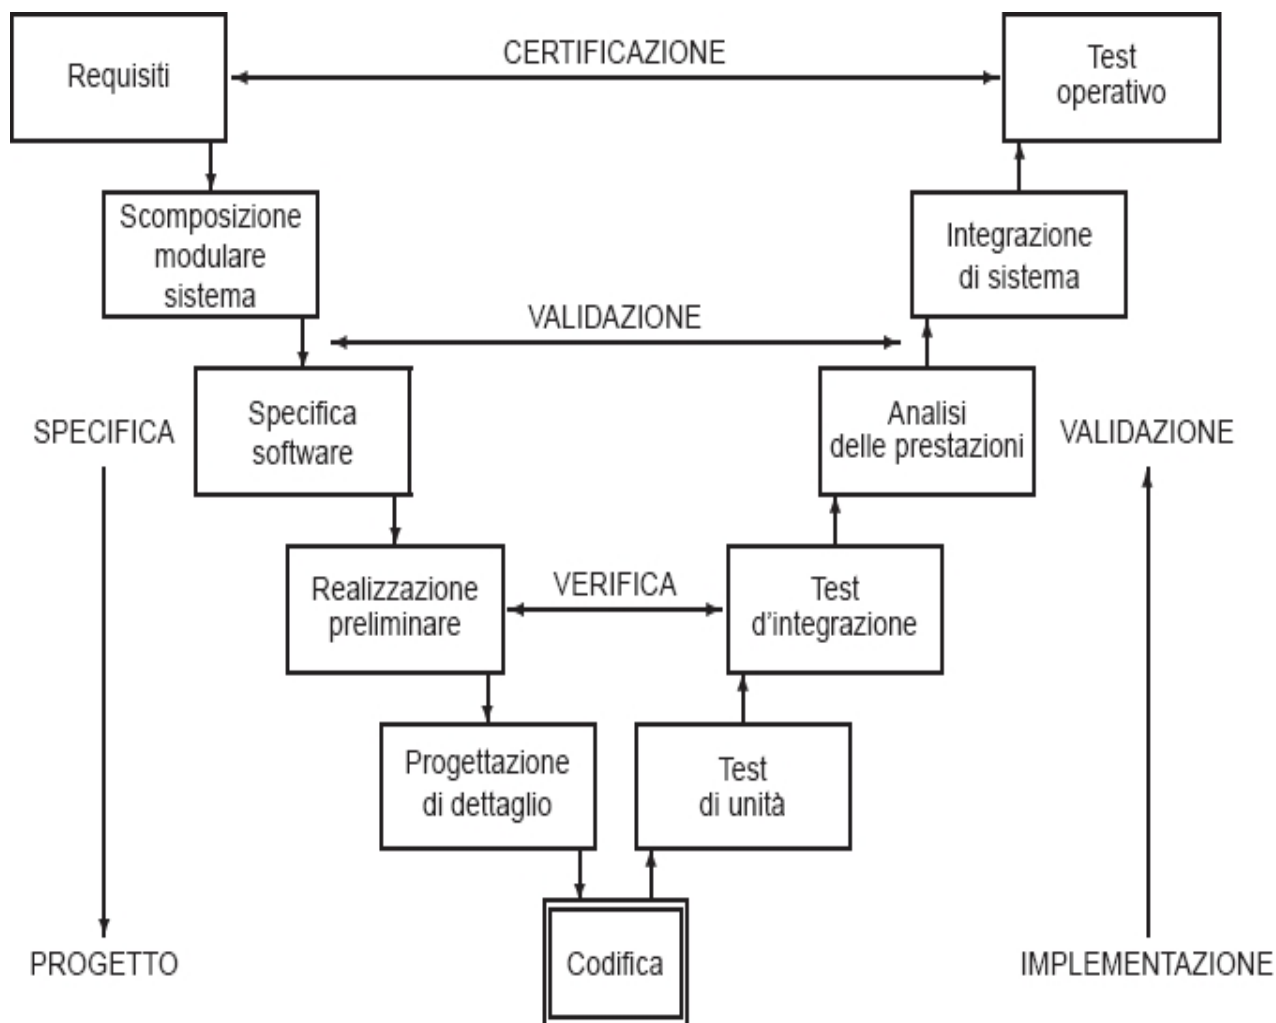 Requisiti
CERTIFICAZIONE
Test
operativo
Scomposizione
modulare
sistema
Integrazione
di sistema
VALIDAZIONE
SPECIFICA
Specifica
software
Analisi
delle prestazioni
VALIDAZIONE
Realizzazione
preliminare
VERIFICA
Test
d'integrazione
Progettazione
di dettaglio
Test
di unità
PROGETTO
Codifica
IMPLEMENTAZIONE